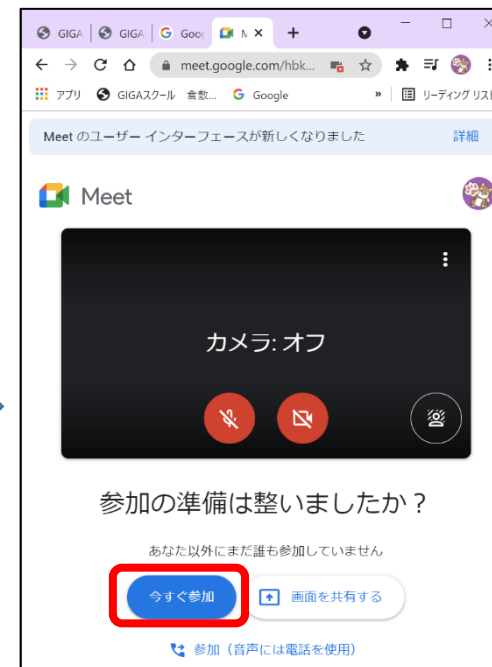 GIGA GIGA Goog M
meet.google.com/hbk...
アプリ GIGAスクール 倉敷... Google » リーディング リスト
Meet のユーザー インターフェースが新しくなりました 詳細
Meet
カメラ: オフ
参加の準備は整いましたか？
あなた以外にまだ誰も参加していません
今すぐ参加 画面を共有する
参加（音声には電話を使用）